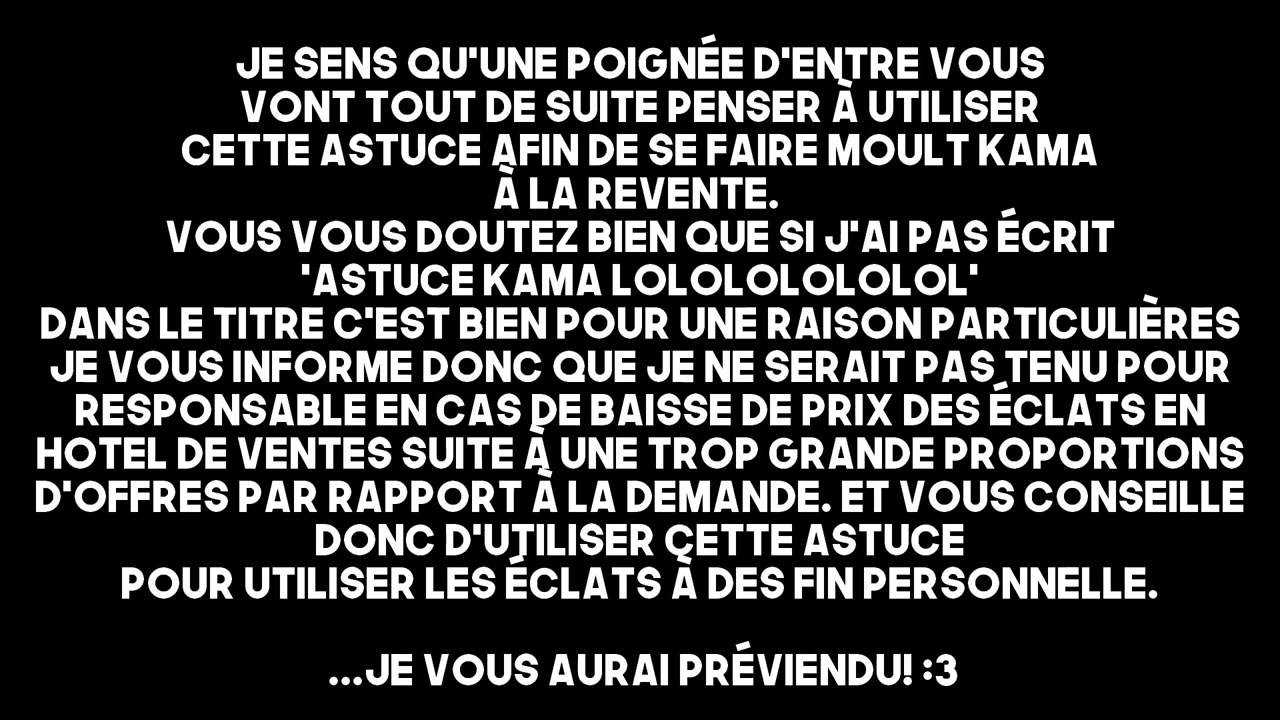 JE SENS QU'UNE POIGNÉE D'ENTRE VOUS
VONT TOUT DE SUITE PENSER À UTILISER
CETTE ASTUCE AFIN DE SE FAIRE MOULT KAMA
À LA REVENTE.
VOUS VOUS DOUTEZ BIEN QUE SI J'AI PAS ÉCRIT
'ASTUCE KAMA LOLOLOLOLOLOL'
DANS LE TITRE C'EST BIEN POUR UNE RAISON PARTICULIÈRES
JE VOUS INFORME DONC QUE JE NE SERAIT PAS TENU POUR
RESPONSABLE EN CAS DE BAISSE DE PRIX DES ÉCLATS EN
HOTEL DE VENTES SUITE À UNE TROP GRANDE PROPORTIONS
D'OFFRES PAR RAPPORT À LA DEMANDE. ET VOUS CONSEILLE
DONC D'UTILISER CETTE ASTUCE
POUR UTILISER LES ÉCLATS À DES FIN PERSONNELLE.
...JE VOUS AURAI PRÉVIENDU! :3